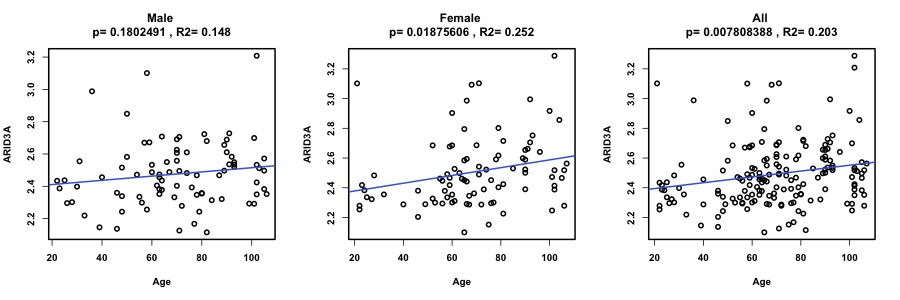 Male
p= 0.1802491 , R2= 0.148
ARID3A
3.2
3.0
2.8
2.6
2.4
2.2
20 40 60 80 100
Age
Female
p= 0.01875606 , R2= 0.252
ARID3A
3.2
3.0
2.8
2.6
2.4
2.2
20 40 60 80 100
Age
All
p= 0.007808388 , R2= 0.203
ARID3A
3.2
3.0
2.8
2.6
2.4
2.2
20 40 60 80 100
Age